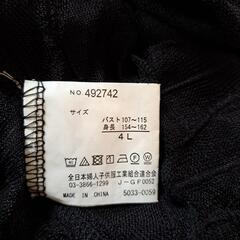 NO. 492742
サイズ
バスト107〜115
身長 154〜162
4L
全日本婦人子供服工業組合連合会
03-3866-1299 J-GF0052
MADE IN CHINA 5033-0059